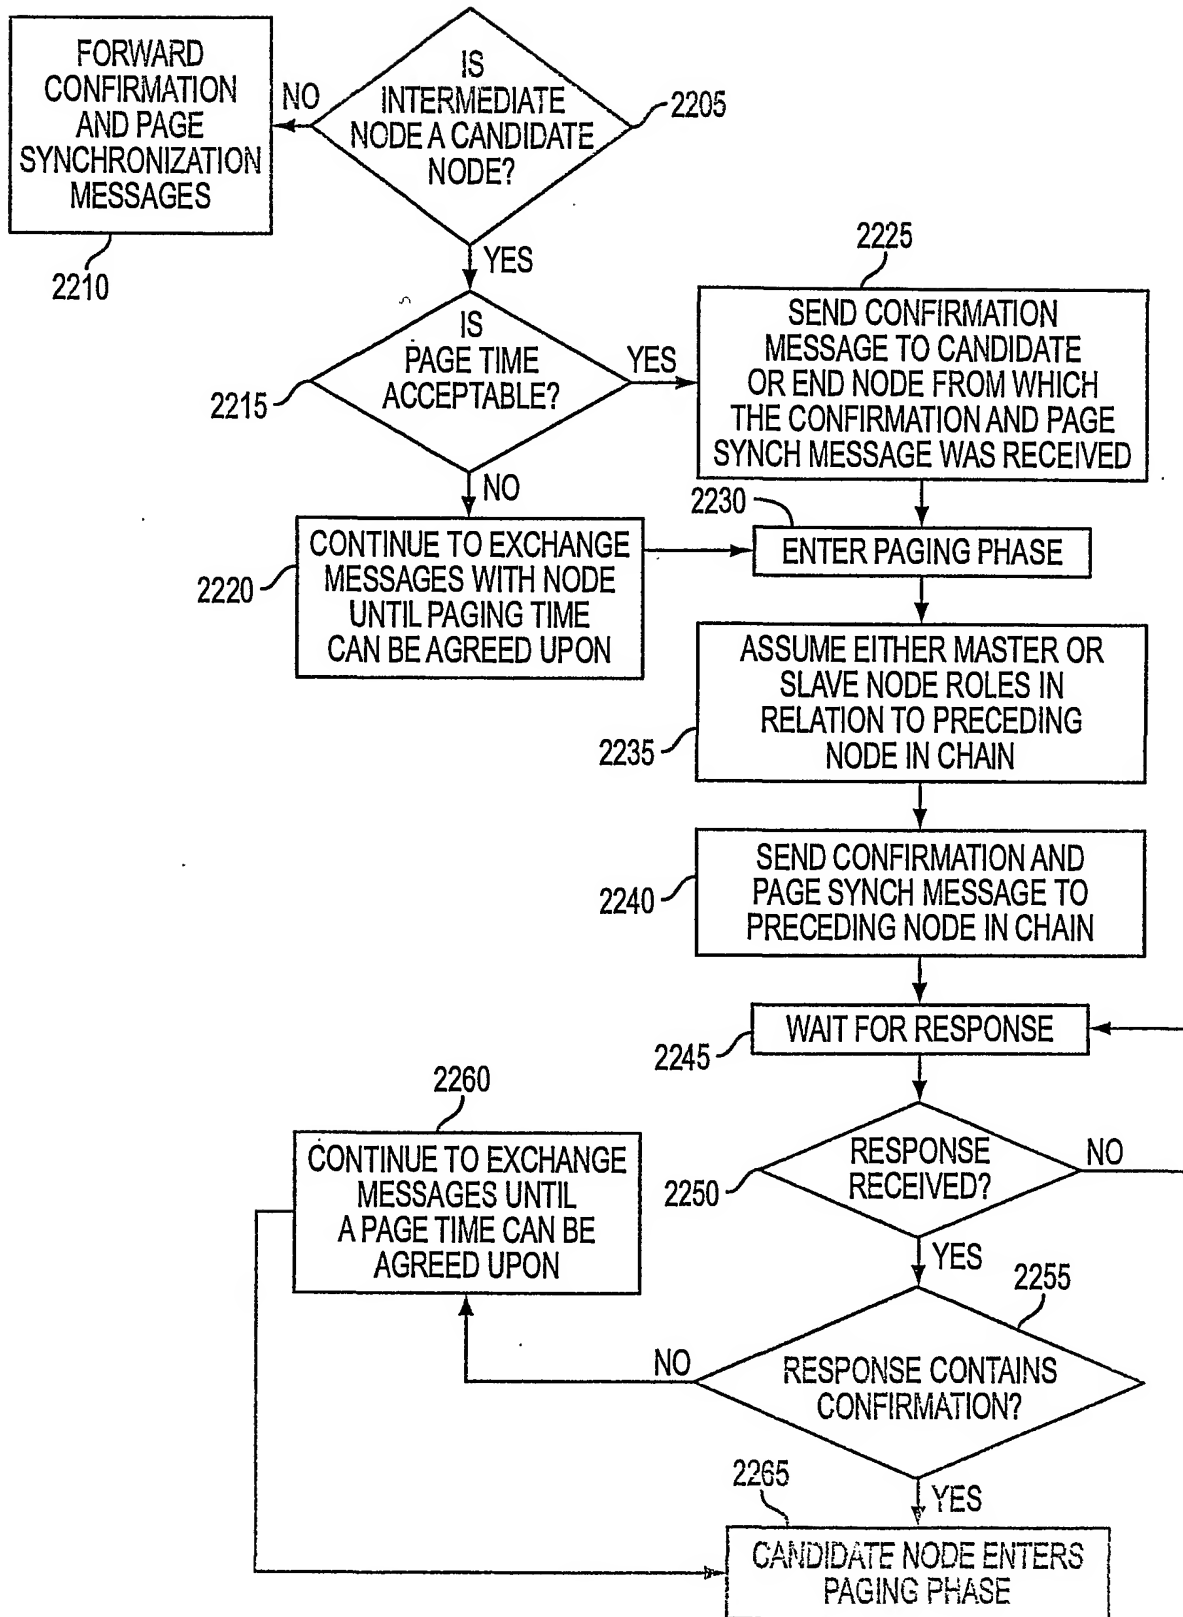 FORWARD
CONFIRMATION
AND PAGE
SYNCHRONIZATION
MESSAGES
2210
NO
IS
INTERMEDIATE
NODE A CANDIDATE
NODE?
2205
YES
IS
PAGE TIME
ACCEPTABLE?
2215
YES
NO
2225
SEND CONFIRMATION
MESSAGE TO CANDIDATE
OR END NODE FROM WHICH
THE CONFIRMATION AND PAGE
SYNCH MESSAGE WAS RECEIVED
CONTINUE TO EXCHANGE
MESSAGES WITH NODE
UNTIL PAGING TIME
CAN BE AGREED UPON
2220
2230
ENTER PAGING PHASE
ASSUME EITHER MASTER OR
SLAVE NODE ROLES IN
RELATION TO PRECEDING
NODE IN CHAIN
2235
SEND CONFIRMATION AND
PAGE SYNCH MESSAGE TO
PRECEDING NODE IN CHAIN
2240
WAIT FOR RESPONSE
2245
RESPONSE
RECEIVED?
2250
NO
YES
2260
CONTINUE TO EXCHANGE
MESSAGES UNTIL
A PAGE TIME CAN BE
AGREED UPON
2255
RESPONSE CONTAINS
CONFIRMATION?
NO
YES
2265
CANDIDATE NODE ENTERS
PAGING PHASE